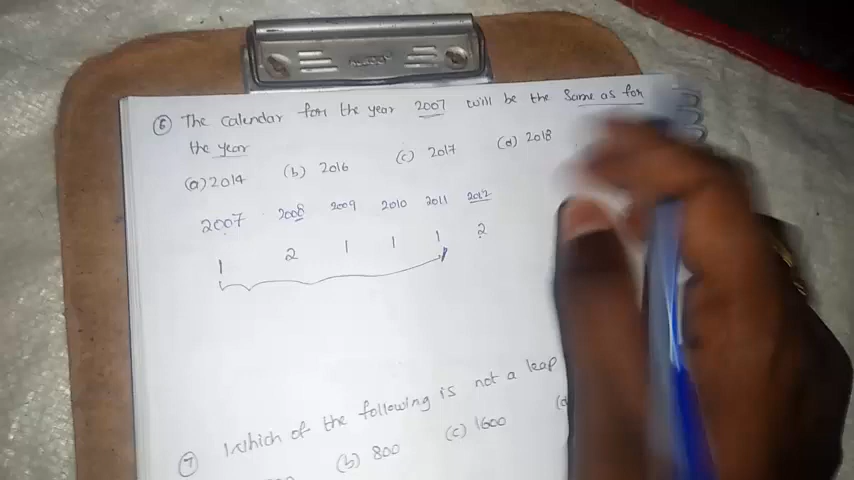 ⑥ The Calendar for the year 2007 will be the Same as for
the year
(a) 2014 (b) 2016 (c) 2017 (d) 2018
2007 2008 2009 2010 2011 2012
1 2 1 1 1 2
⑦ Which of the following is not a leap
(b) 800 (c) 1600 (d